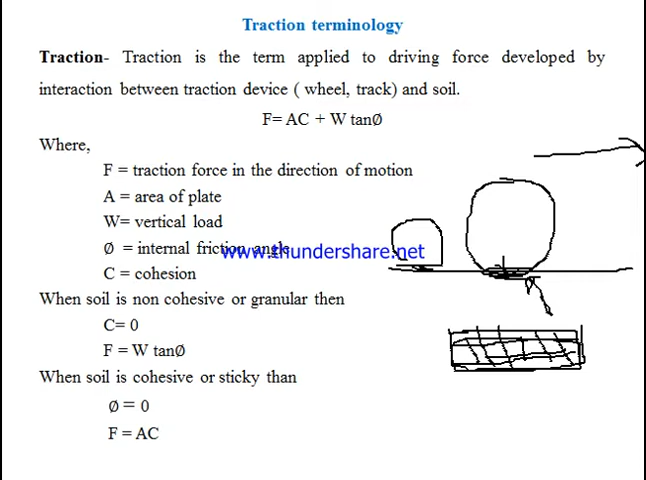 Traction terminology
Traction- Traction is the term applied to driving force developed by
interaction between traction device ( wheel, track) and soil.
F= AC + W tanØ
Where,
F = traction force in the direction of motion
A = area of plate
W= vertical load
Ø = internal friction angle
www.thundershare.net
C = cohesion
When soil is non cohesive or granular then
C= 0
F = W tanØ
When soil is cohesive or sticky than
Ø = 0
F = AC